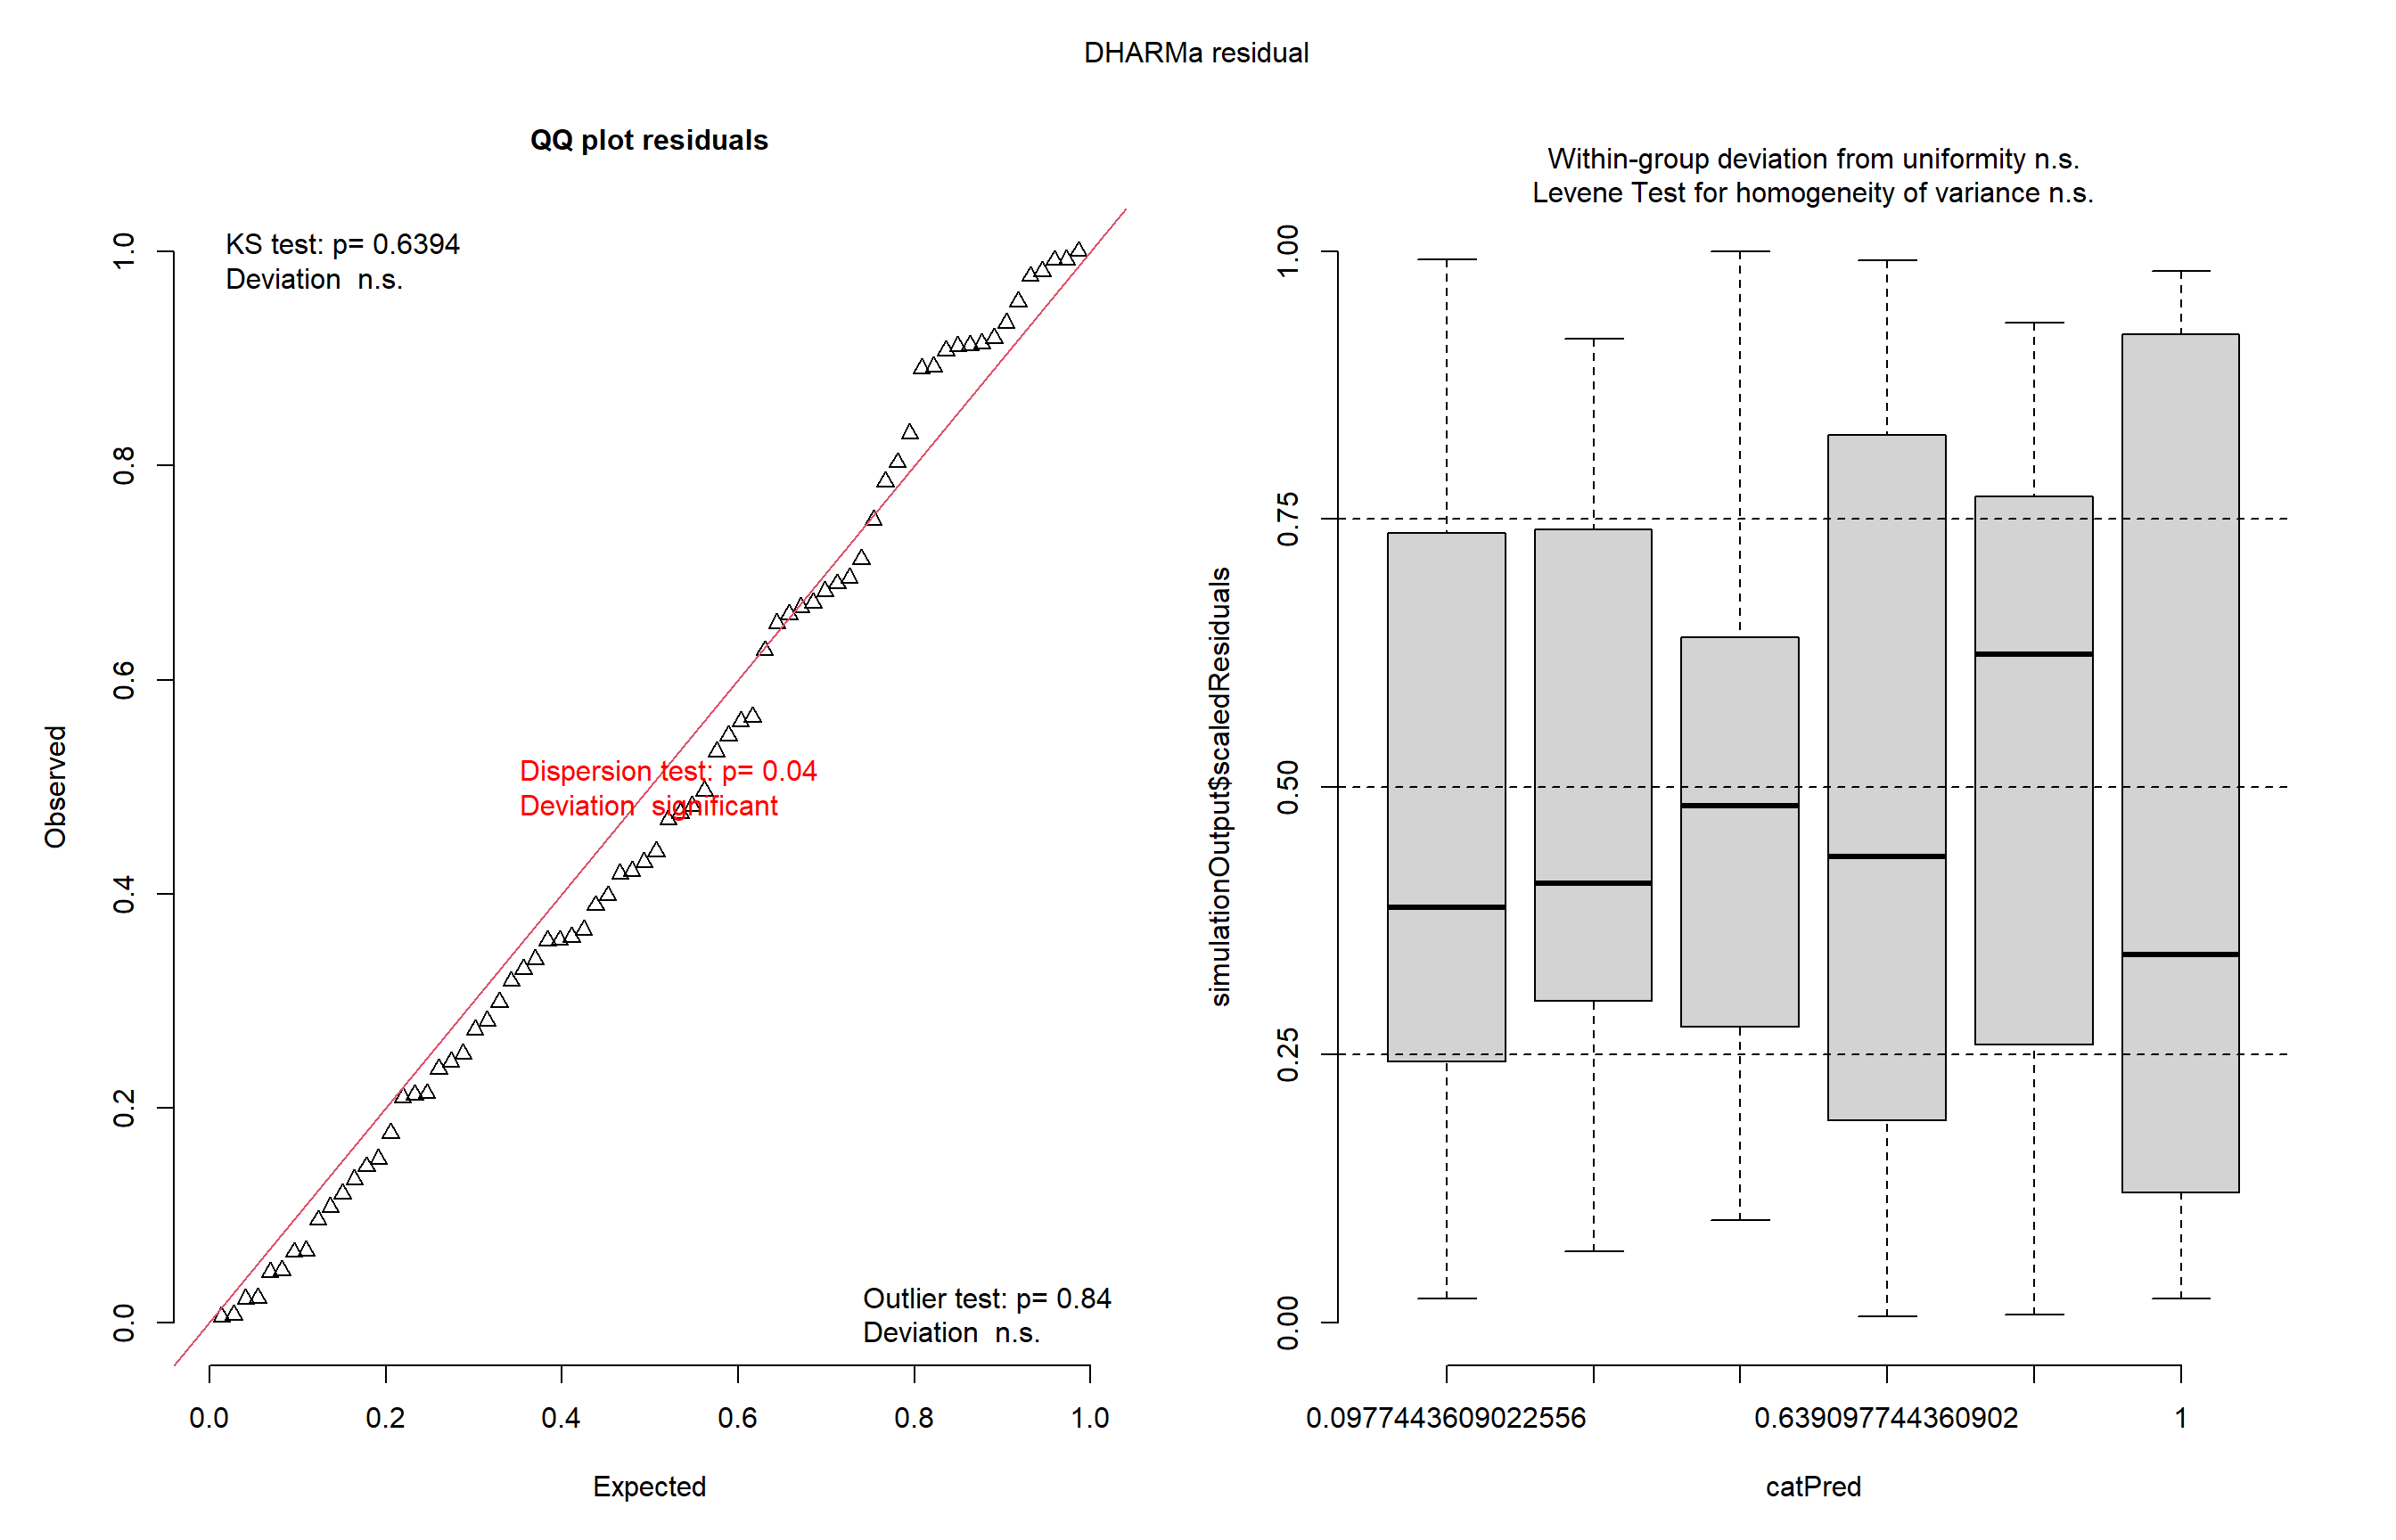 DHARMa residual
QQ plot residuals
KS test: p= 0.6394
Deviation  n.s.
Dispersion test: p= 0.04
Deviation  significant
Outlier test: p= 0.84
Deviation  n.s.
Observed
0.0
0.2
0.4
0.6
0.8
1.0
0.0 0.2 0.4 0.6 0.8 1.0
Expected
Within-group deviation from uniformity n.s.
Levene Test for homogeneity of variance n.s.
simulationOutput$scaledResiduals
0.00
0.25
0.50
0.75
1.00
0.0977443609022556 0.639097744360902 1
catPred